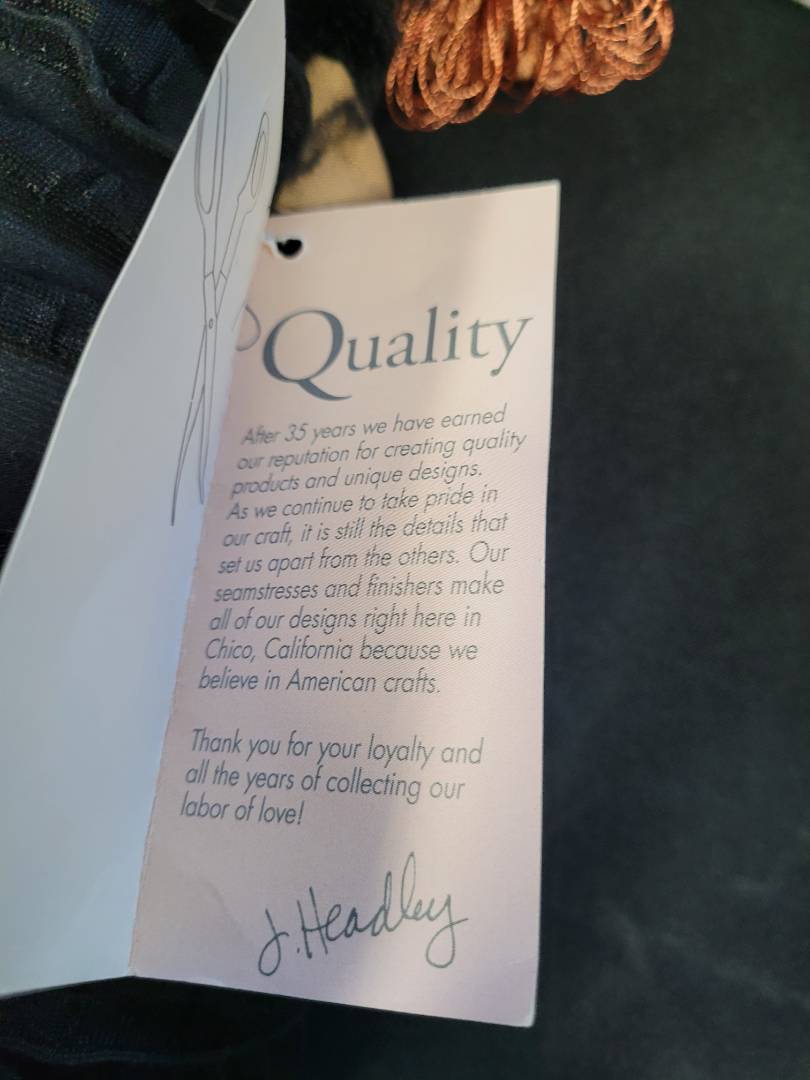 Quality
After 35 years we have earned
our reputation for creating quality
products and unique designs.
As we continue to take pride in
our craft, it is still the details that
set us apart from the others. Our
seamstresses and finishers make
all of our designs right here in
Chico, California because we
believe in American crafts.
Thank you for your loyalty and
all the years of collecting our
labor of love!
J. Headley